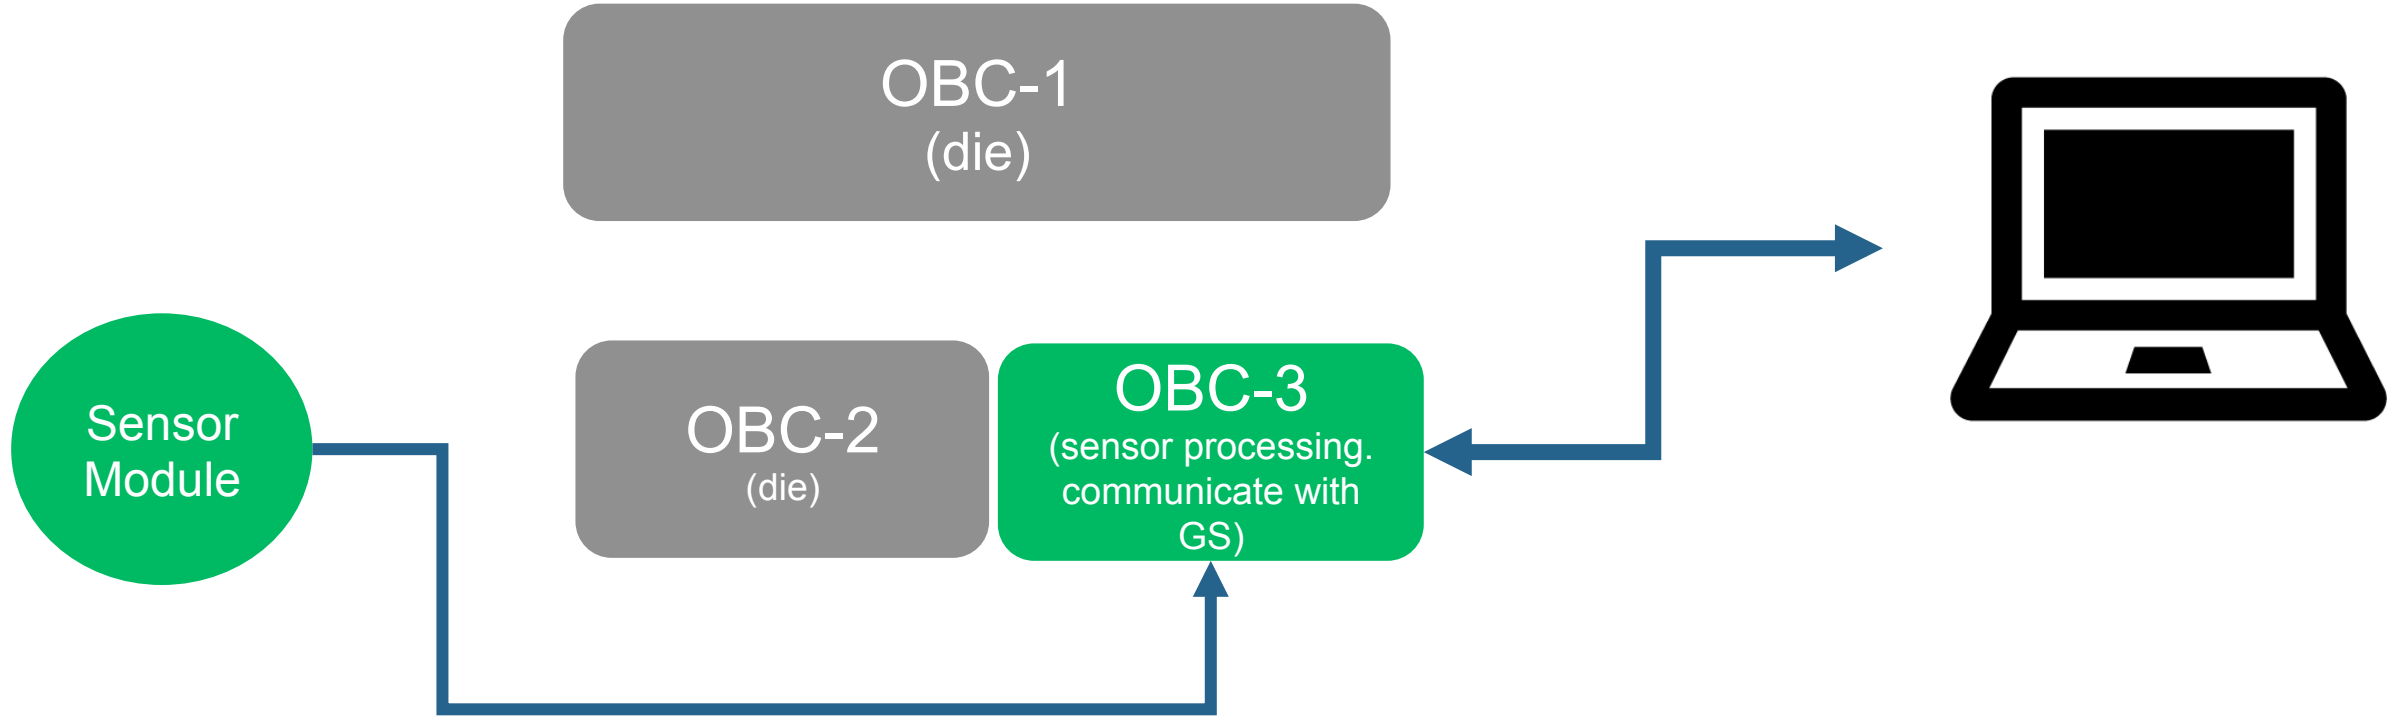 OBC-1
(die)
Sensor
Module
OBC-2
(die)
OBC-3
(sensor processing.
communicate with
GS)